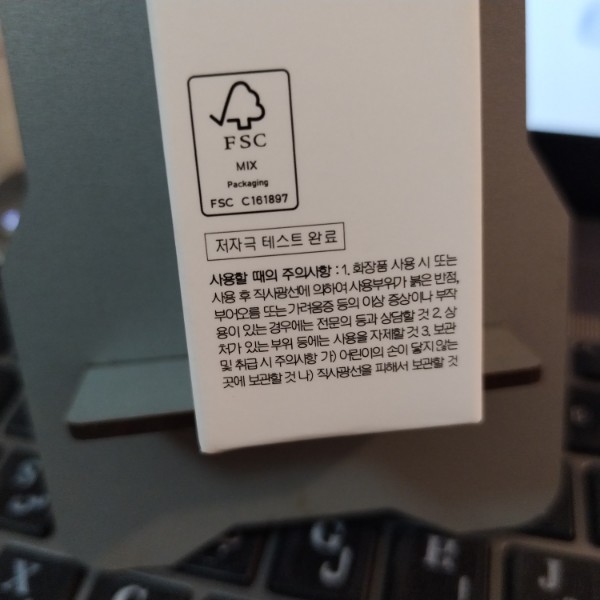 FSC
MIX
Packaging
FSC C161897
저자극 테스트 완료
사용할 때의 주의사항 : 1. 화장품 사용 시 또는
사용 후 직사광선에 의하여 사용부위가 붉은 반점,
부어오름 또는 가려움증 등의 이상 증상이나 부작
용이 있는 경우에는 전문의 등과 상담할 것 2. 상
처가 있는 부위 등에는 사용을 자제할 것 3. 보관
및 취급 시 주의사항 가) 어린이의 손이 닿지 않는
곳에 보관할 것 나) 직사광선을 피해서 보관할 것
G
J
X
J